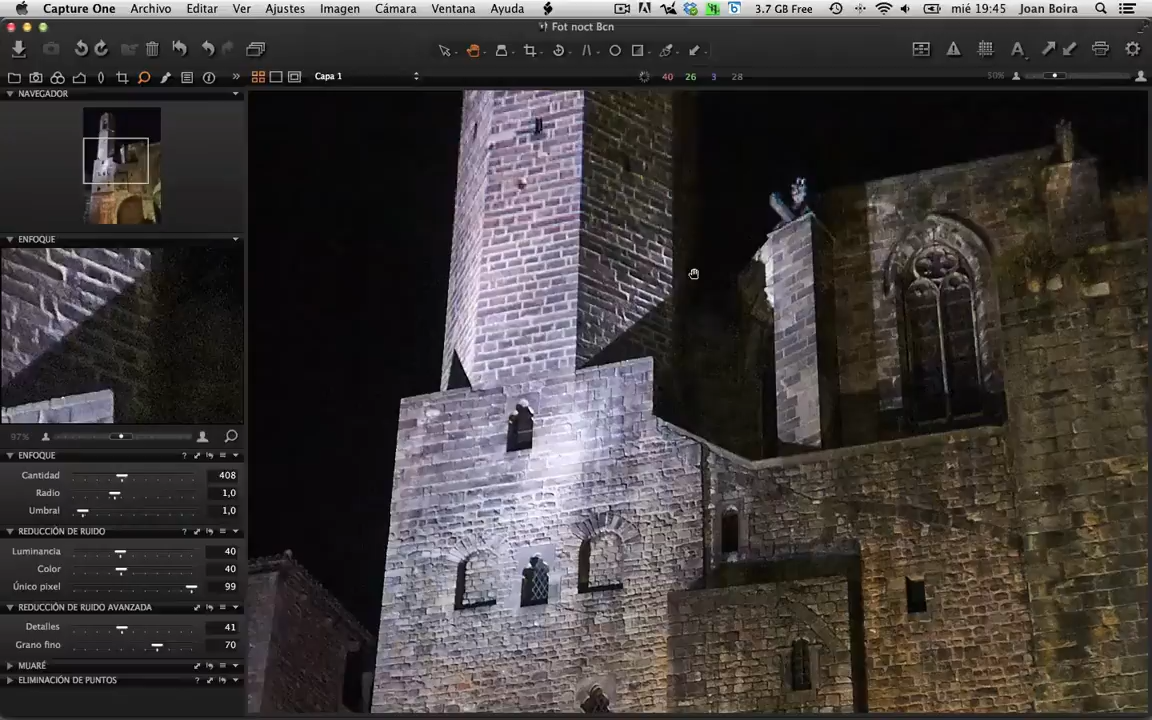 Capture One Archivo Editar Ver Ajustes Imagen Cámara Ventana Ayuda 3.7 GB Free mié 19:45 Joan Boira
Fot noct Bcn
Capa 1 40 26 3 28 50%
NAVEGADOR
ENFOQUE
97%
ENFOQUE ?
Cantidad 408
Radio 1,0
Umbral 1,0
REDUCCIÓN DE RUIDO ?
Luminancia 40
Color 40
Único pixel 99
REDUCCIÓN DE RUIDO AVANZADA
Detalles 41
Grano fino 70
MUARÉ
ELIMINACIÓN DE PUNTOS ?